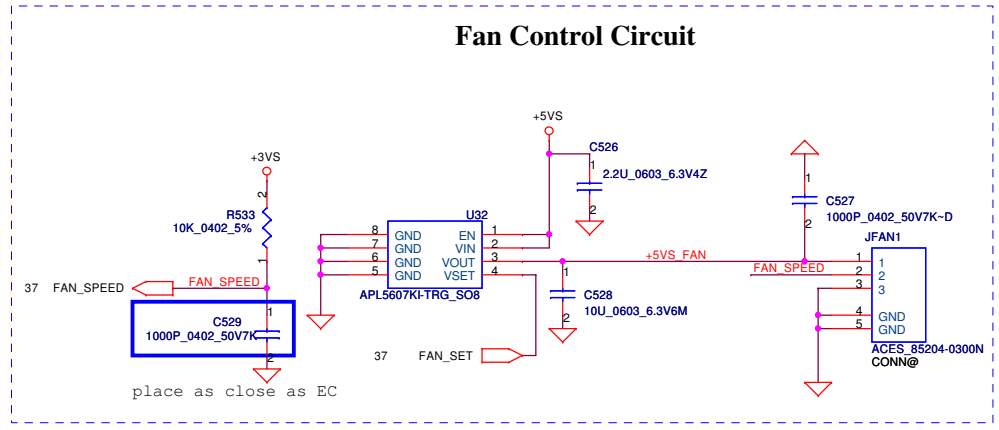 Fan Control Circuit
+5VS
C526
1
2.2U_0603_6.3V4Z
2
+3VS
2
R533
10K_0402_5%
1
U32
8 GND EN 1
7 GND VIN 2
6 GND VOUT 3
5 GND VSET 4
APL5607KI-TRG_SO8
1
C527
1000P_0402_50V7K~D
2
JFAN1
+5VS_FAN
1 1
FAN_SPEED
2 2
3 3
4 GND
5 GND
ACES_85204-0300N
CONN@
37 FAN_SPEED
FAN_SPEED
1
C528
10U_0603_6.3V6M
2
1
C529
1000P_0402_50V7K
2
37 FAN_SET
place as close as EC